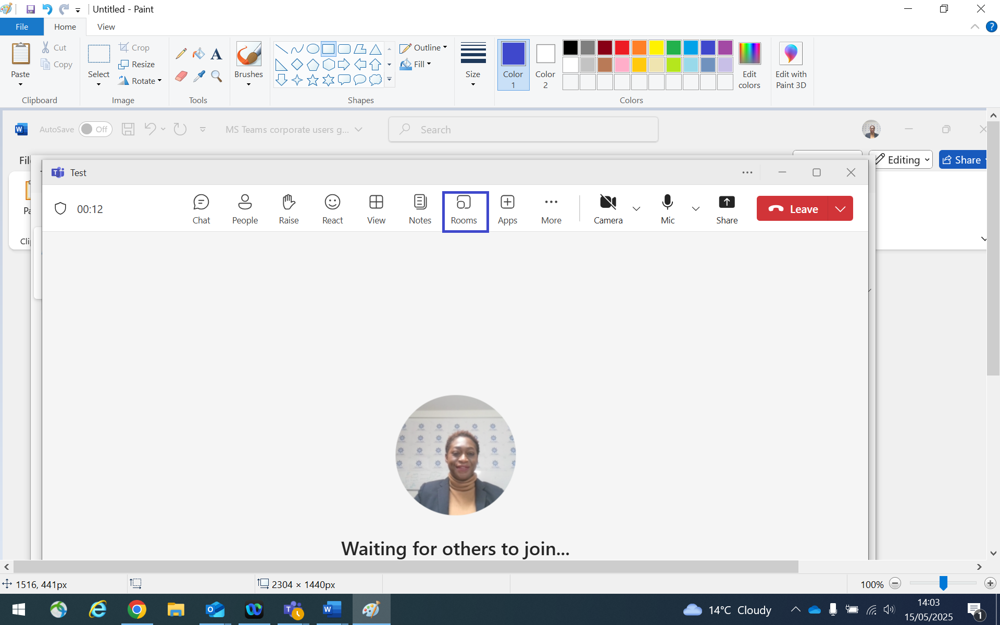 Untitled - Paint
File Home View
Paste
Cut
Copy
Clipboard
Select
Crop
Resize
Rotate
Image
A
Tools
Brushes
Shapes
Outline
Fill
Size
Color 1
Color 2
Colors
Edit colors
Edit with Paint 3D
AutoSave Off
MS Teams corporate users g...
Search
Editing
Share
Test
00:12
Chat
People
Raise
React
View
Notes
Rooms
Apps
More
Camera
Mic
Share
Leave
Waiting for others to join...
1516, 441px
2304 × 1440px
100%
14°C Cloudy
14:03
15/05/2025
1